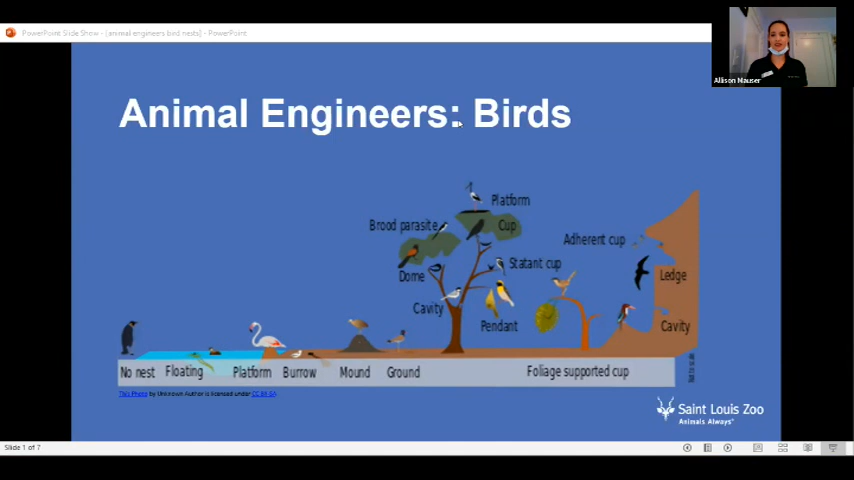 PowerPoint Slide Show - [animal engineers bird nests] - PowerPoint
Allison Mauser
Animal Engineers: Birds
Platform
Brood parasite
Cup
Adherent cup
Statant cup
Dome
Ledge
Cavity
Pendant
Cavity
No nest
Floating
Platform
Burrow
Mound
Ground
Foliage supported cup
This Photo by Unknown Author is licensed under CC BY-SA
Saint Louis Zoo
Animals Always®
Slide 1 of 7